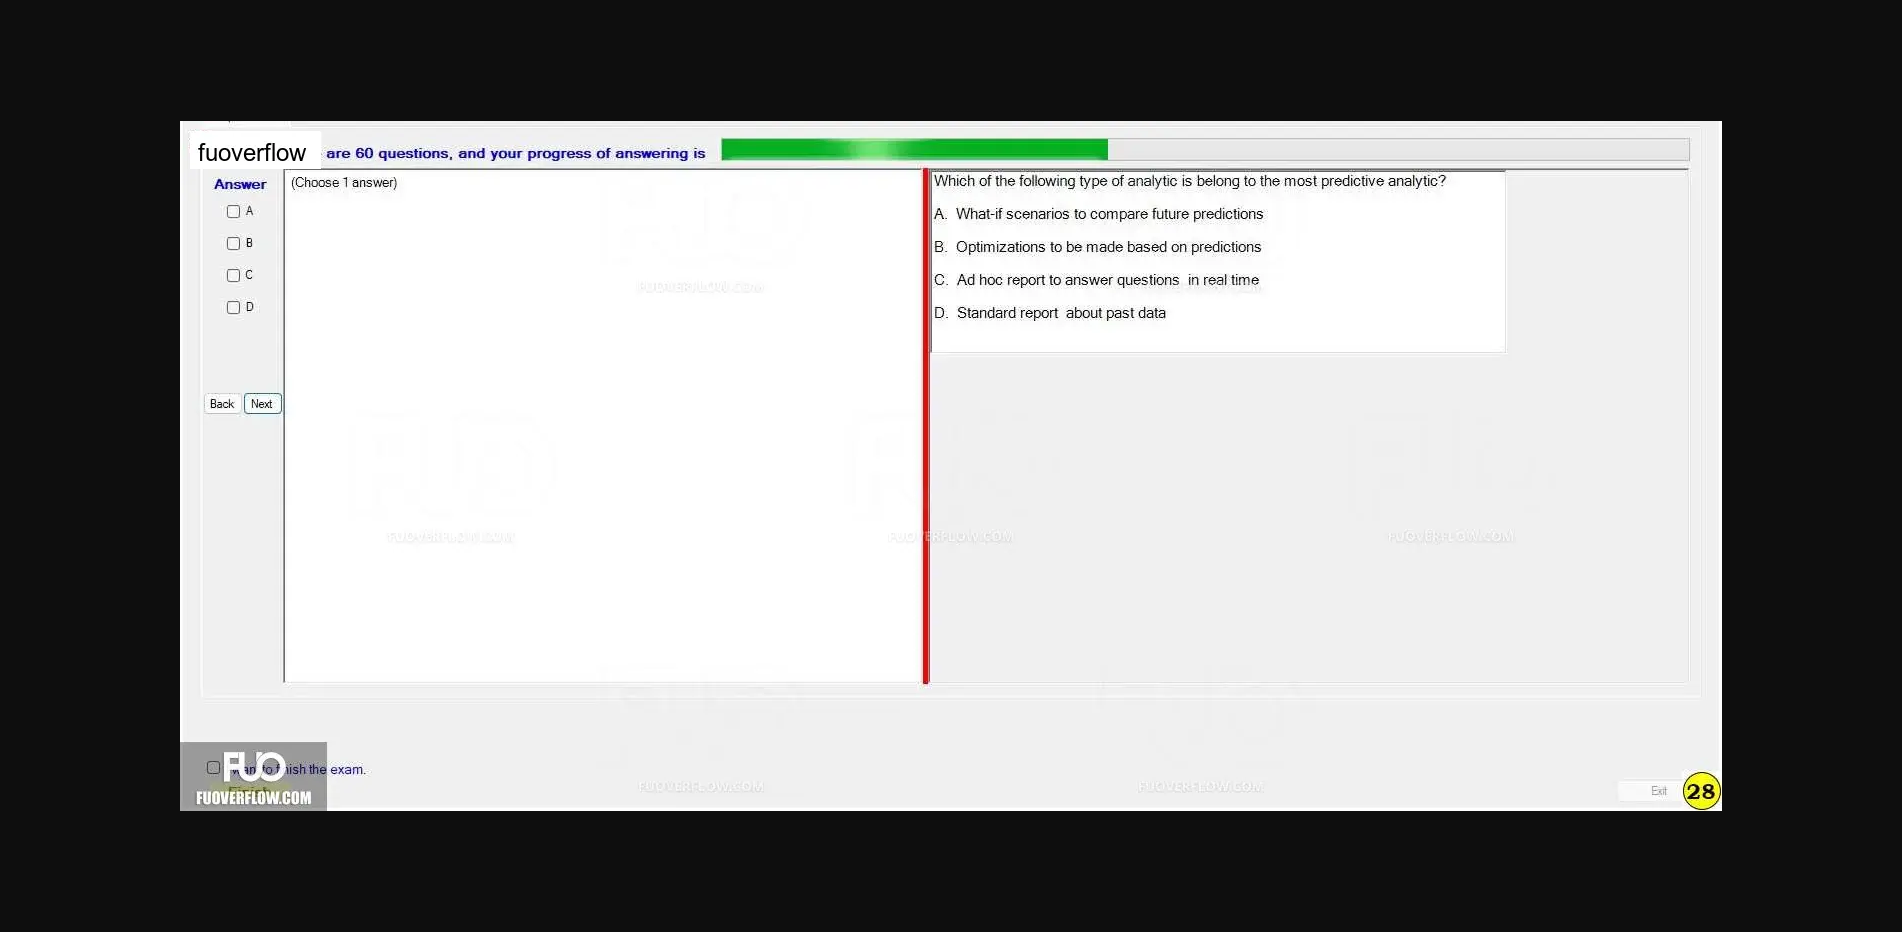 fuoverflow are 60 questions, and your progress of answering is
Answer
(Choose 1 answer)
A
B
C
D
Back Next
Which of the following type of analytic is belong to the most predictive analytic?
A. What-if scenarios to compare future predictions
B. Optimizations to be made based on predictions
C. Ad hoc report to answer questions in real time
D. Standard report about past data
FUOVERFLOW.COM
FUOVERFLOW.COM
FUOVERFLOW.COM
FUOVERFLOW.COM
FUOVERFLOW.COM
FUOVERFLOW.COM
FUO
the exam.
FUOVERFLOW.COM
Exit
28